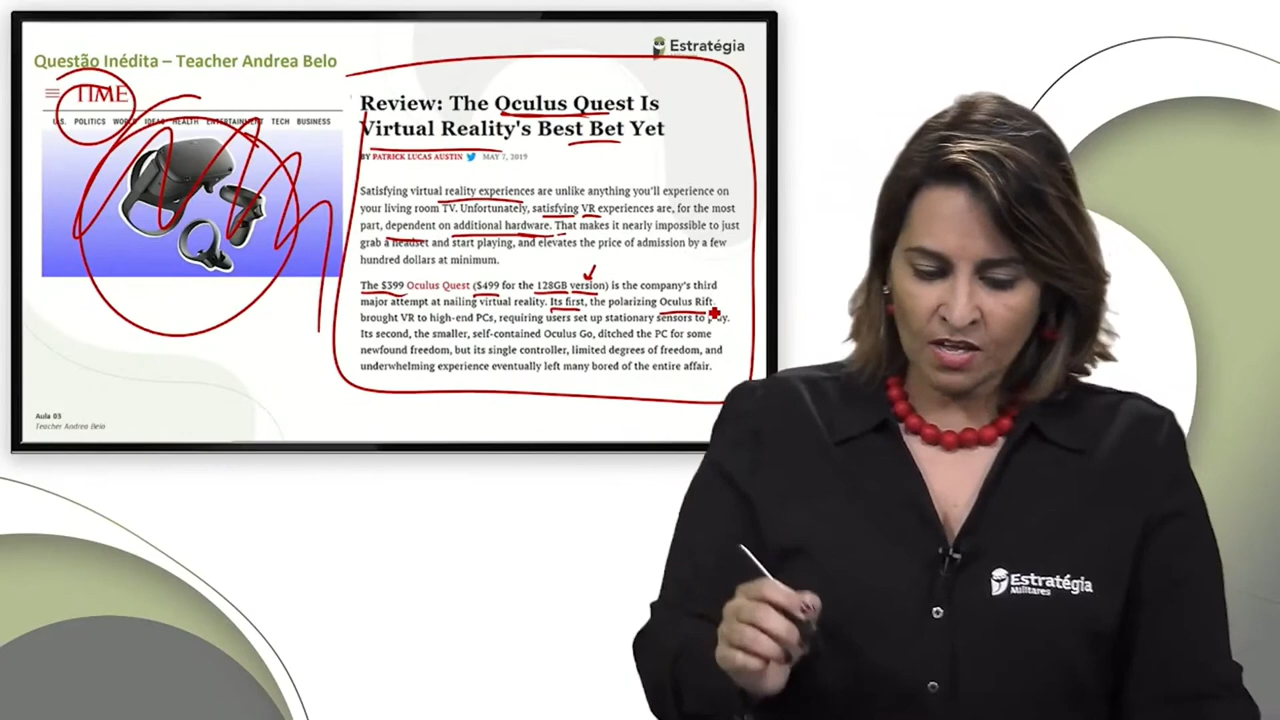 Estratégia
Questão Inédita – Teacher Andrea Belo
TIME
U.S. POLITICS WORLD IDEAS HEALTH ENTERTAINMENT TECH BUSINESS
Review: The Oculus Quest Is
Virtual Reality's Best Bet Yet
BY PATRICK LUCAS AUSTIN MAY 7, 2019
Satisfying virtual reality experiences are unlike anything you'll experience on
your living room TV. Unfortunately, satisfying VR experiences are, for the most
part, dependent on additional hardware. That makes it nearly impossible to just
grab a headset and start playing, and elevates the price of admission by a few
hundred dollars at minimum.
The $399 Oculus Quest ($499 for the 128GB version) is the company's third
major attempt at nailing virtual reality. Its first, the polarizing Oculus Rift,
brought VR to high-end PCs, requiring users set up stationary sensors to play.
Its second, the smaller, self-contained Oculus Go, ditched the PC for some
newfound freedom, but its single controller, limited degrees of freedom, and
underwhelming experience eventually left many bored of the entire affair.
Aula 03
Teacher Andrea Belo
Estratégia
Militares